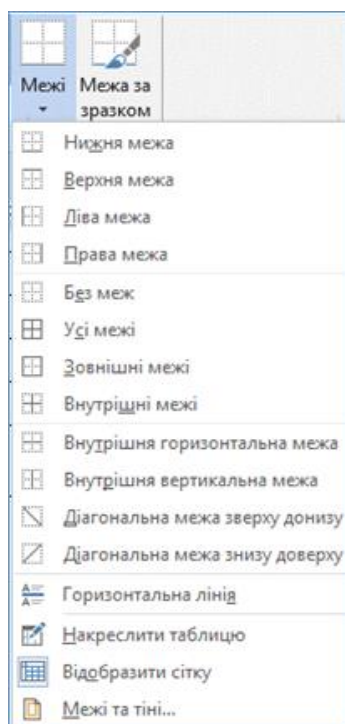 Межі Межа за
зразком
Нижня межа
Верхня межа
Ліва межа
Права межа
Без меж
Усі межі
Зовнішні межі
Внутрішні межі
Внутрішня горизонтальна межа
Внутрішня вертикальна межа
Діагональна межа зверху донизу
Діагональна межа знизу доверху
Горизонтальна лінія
Накреслити таблицю
Відобразити сітку
Межі та тіні...